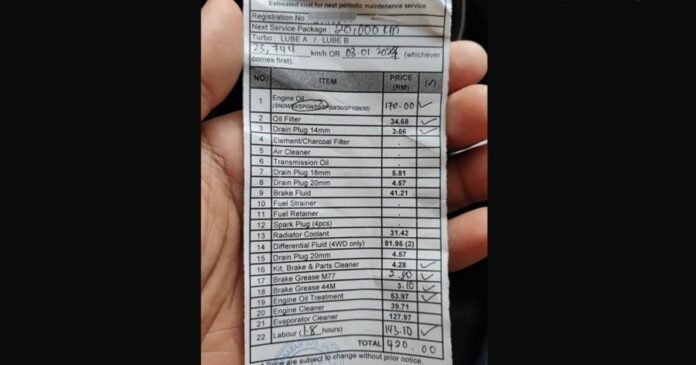 Estimated cost for next periodic maintenance service
Registration No
Next Service Package: 20,000 km
Turbo: LUBE A / LUBE B
23,744 km/h OR 03-01-2024 (whichever
comes first)
NO. ITEM PRICE (RM) (√)
1 Engine Oil 170.00 ✓
2 Oil Filter 34.68 ✓
3 Drain Plug 14mm 3.66 ✓
4 Element/Charcoal Filter .
5 Air Cleaner .
6 Transmission Oil .
7 Drain Plug 18mm 5.81
8 Drain Plug 20mm 4.57
9 Brake Fluid 41.21
10 Fuel Strainer .
11 Fuel Retainer .
12 Spark Plug (4pcs) .
13 Radiator Coolant 31.42
14 Differential Fluid (4WD only) 81.95 (2)
15 Drain Plug 20mm 4.57
16 Kit, Brake & Parts Cleaner 4.28 ✓
17 Brake Grease M77 2.80 ✓
18 Brake Grease 44M 3.10 ✓
19 Engine Oil Treatment 53.97 ✓
20 Engine Cleaner 39.71
21 Evaporator Cleaner 127.97
22 Labour (1.8 hours) 143.10 ✓
TOTAL 420.00
* Price are subject to change without prior notice.